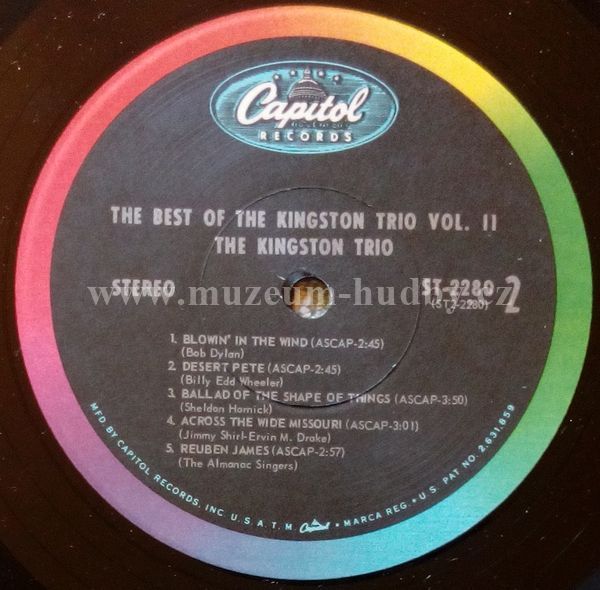 Capitol
RECORDS
THE BEST OF THE KINGSTON TRIO VOL. II
THE KINGSTON TRIO
STEREO
ST-2280 2
(ST2-2280)
www.muzeum-hudby.cz
1. BLOWIN' IN THE WIND (ASCAP-2:45)
(Bob Dylan)
2. DESERT PETE (ASCAP-2:45)
(Billy Edd Wheeler)
3. BALLAD OF THE SHAPE OF THINGS (ASCAP-3:50)
(Sheldon Harnick)
4. ACROSS THE WIDE MISSOURI (ASCAP-3:01)
(Jimmy Shirl-Ervin M. Drake)
5. REUBEN JAMES (ASCAP-2:57)
(The Almanac Singers)
MFD. BY CAPITOL RECORDS, INC. U.S.A. T.M. Capitol • MARCA REG. • U.S. PAT. NO. 2,631,859